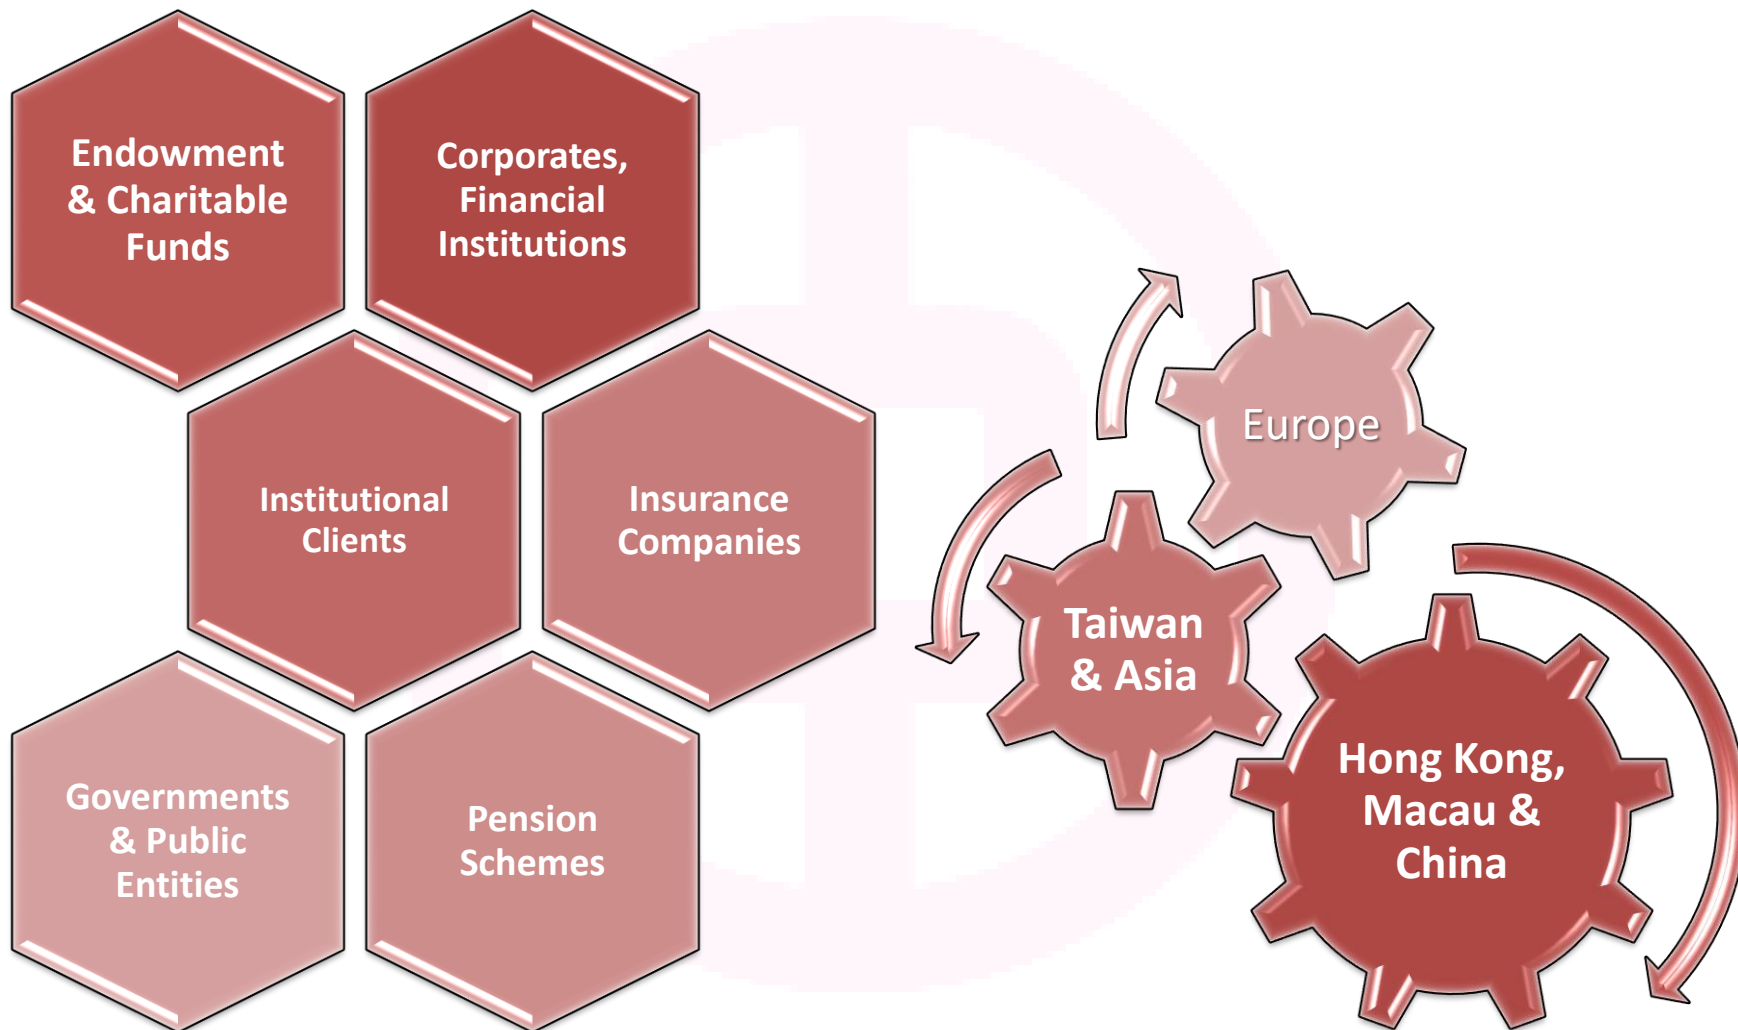 Endowment
& Charitable
Funds
Corporates,
Financial
Institutions
Institutional
Clients
Insurance
Companies
Governments
& Public
Entities
Pension
Schemes
Europe
Taiwan
& Asia
Hong Kong,
Macau &
China